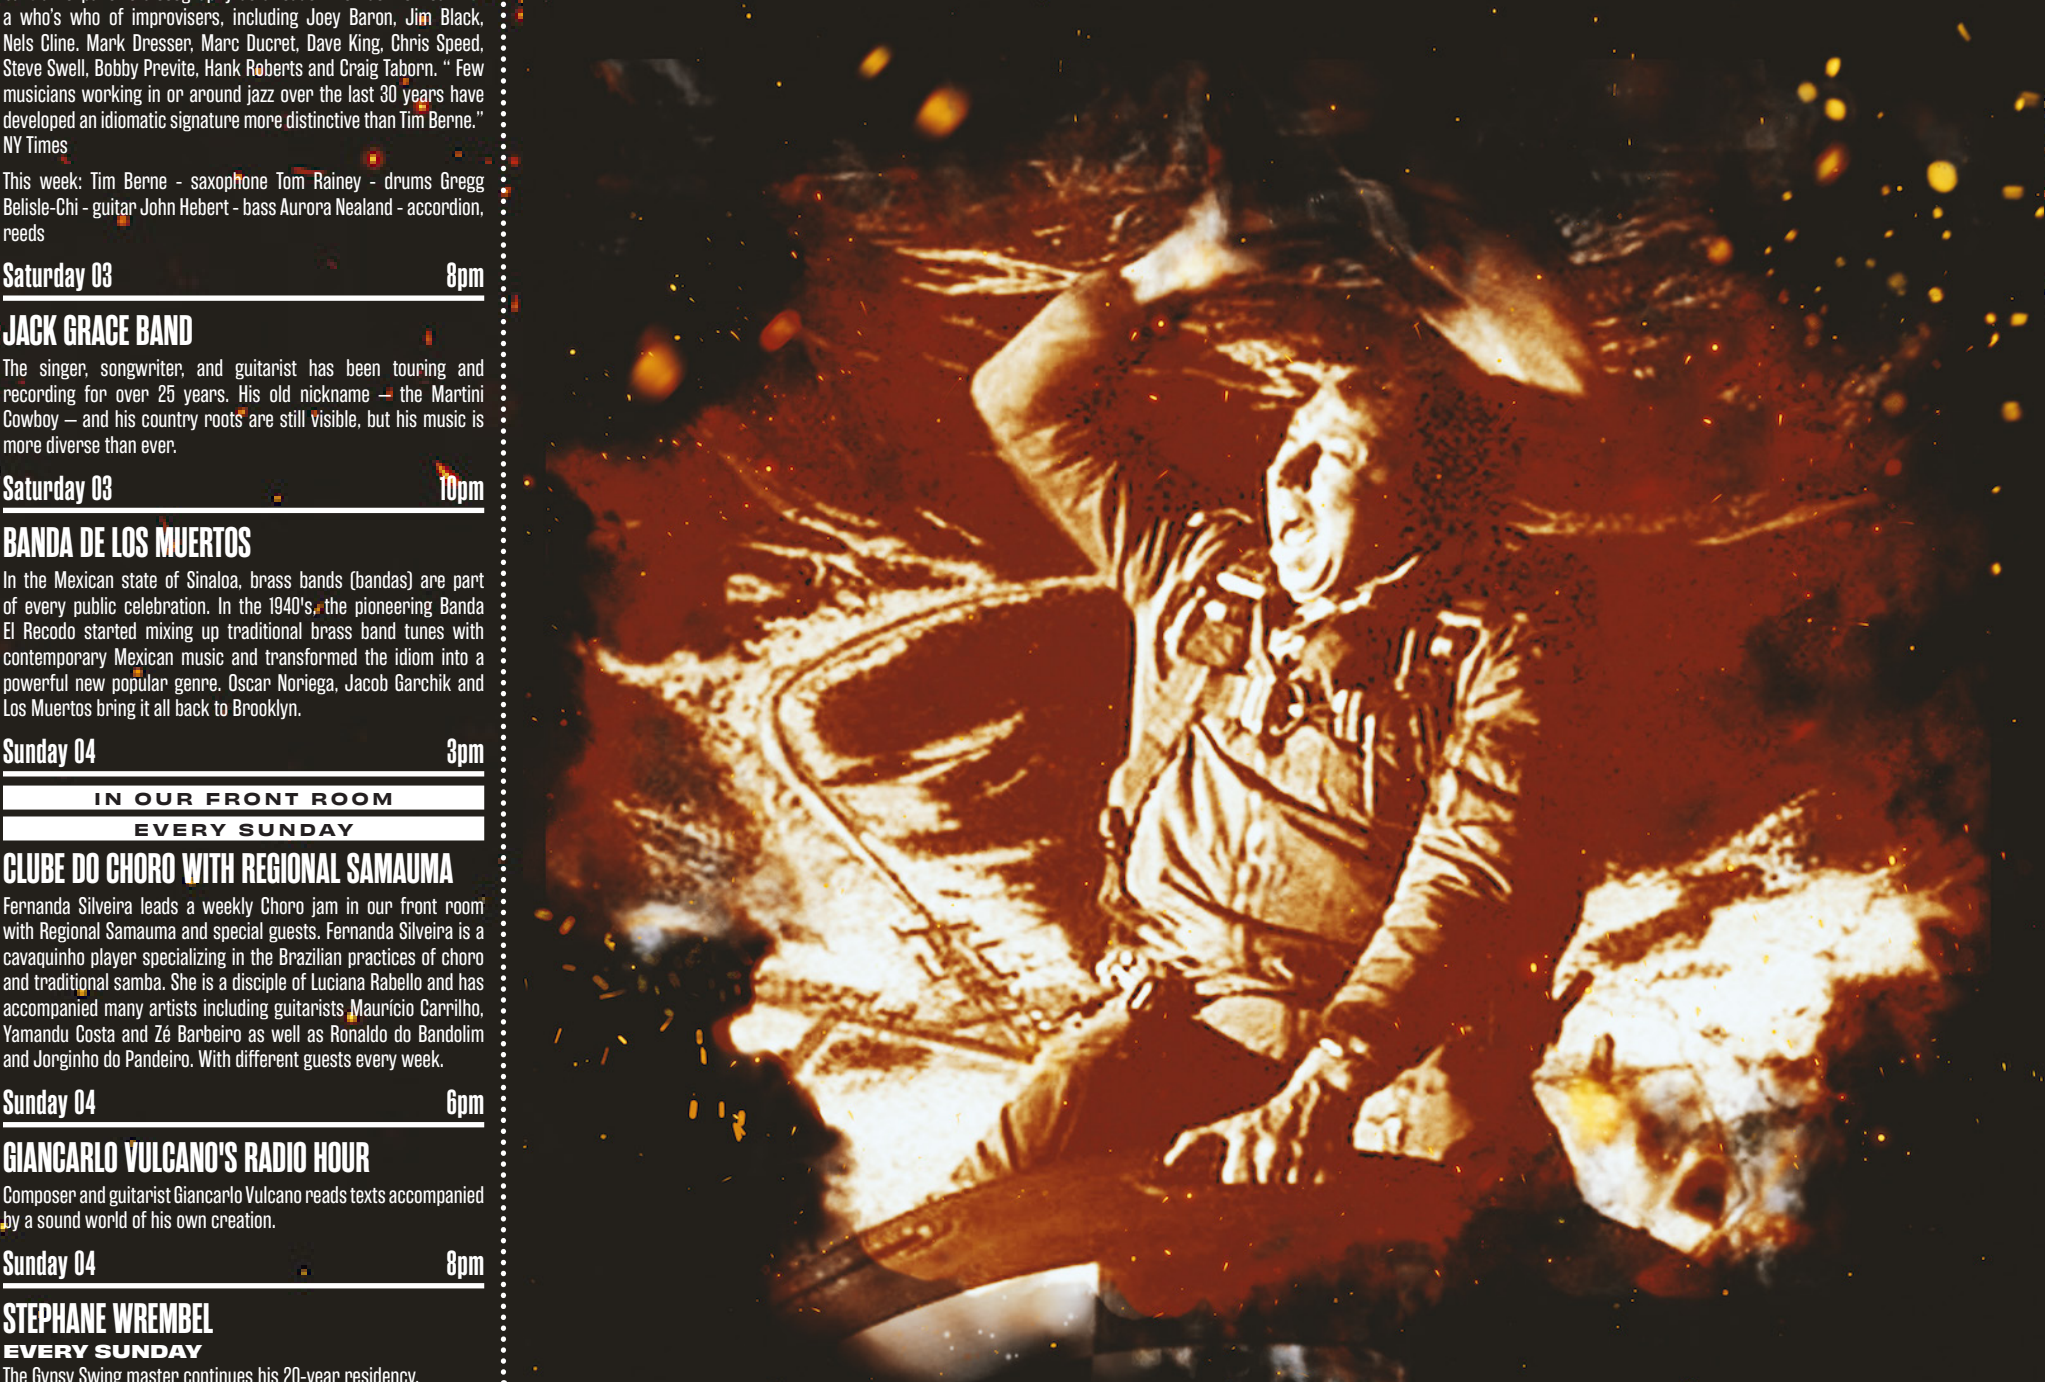 a who's who of improvisers, including Joey Baron, Jim Black,
Nels Cline. Mark Dresser, Marc Ducret, Dave King, Chris Speed,
Steve Swell, Bobby Previte, Hank Roberts and Craig Taborn. “ Few
musicians working in or around jazz over the last 30 years have
developed an idiomatic signature more distinctive than Tim Berne.”
NY Times
This week: Tim Berne - saxophone Tom Rainey - drums Gregg
Belisle-Chi - guitar John Hebert - bass Aurora Nealand - accordion,
reeds
Saturday 03 8pm
JACK GRACE BAND
The singer, songwriter, and guitarist has been touring and
recording for over 25 years. His old nickname – the Martini
Cowboy – and his country roots are still visible, but his music is
more diverse than ever.
Saturday 03 10pm
BANDA DE LOS MUERTOS
In the Mexican state of Sinaloa, brass bands (bandas) are part
of every public celebration. In the 1940's, the pioneering Banda
El Recodo started mixing up traditional brass band tunes with
contemporary Mexican music and transformed the idiom into a
powerful new popular genre. Oscar Noriega, Jacob Garchik and
Los Muertos bring it all back to Brooklyn.
Sunday 04 3pm
IN OUR FRONT ROOM
EVERY SUNDAY
CLUBE DO CHORO WITH REGIONAL SAMAUMA
Fernanda Silveira leads a weekly Choro jam in our front room
with Regional Samauma and special guests. Fernanda Silveira is a
cavaquinho player specializing in the Brazilian practices of choro
and traditional samba. She is a disciple of Luciana Rabello and has
accompanied many artists including guitarists Maurício Carrilho,
Yamandu Costa and Zé Barbeiro as well as Ronaldo do Bandolim
and Jorginho do Pandeiro. With different guests every week.
Sunday 04 6pm
GIANCARLO VULCANO'S RADIO HOUR
Composer and guitarist Giancarlo Vulcano reads texts accompanied
by a sound world of his own creation.
Sunday 04 8pm
STEPHANE WREMBEL
EVERY SUNDAY
The Gypsy Swing master continues his 20-year residency.